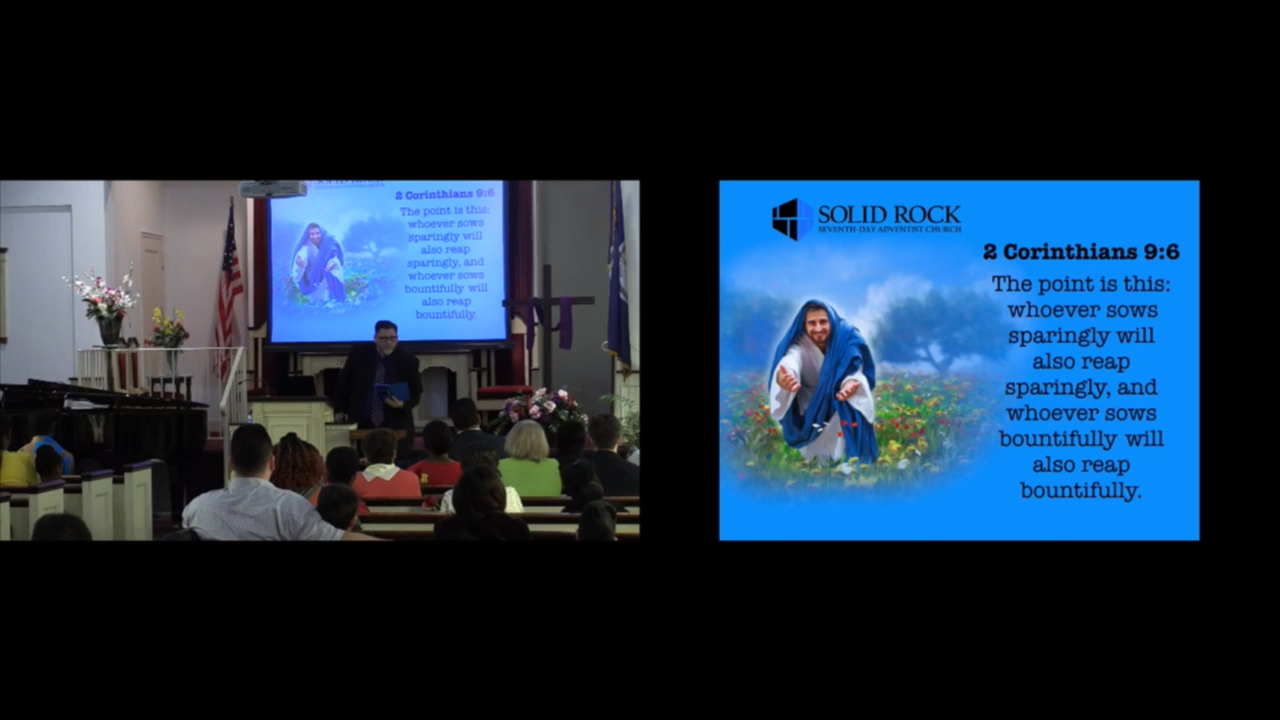 2 Corinthians 9:6
The point is this:
whoever sows
sparingly will
also reap
sparingly, and
whoever sows
bountifully will
also reap
bountifully.
SOLID ROCK
SEVENTH-DAY ADVENTIST CHURCH
2 Corinthians 9:6
The point is this:
whoever sows
sparingly will
also reap
sparingly, and
whoever sows
bountifully will
also reap
bountifully.